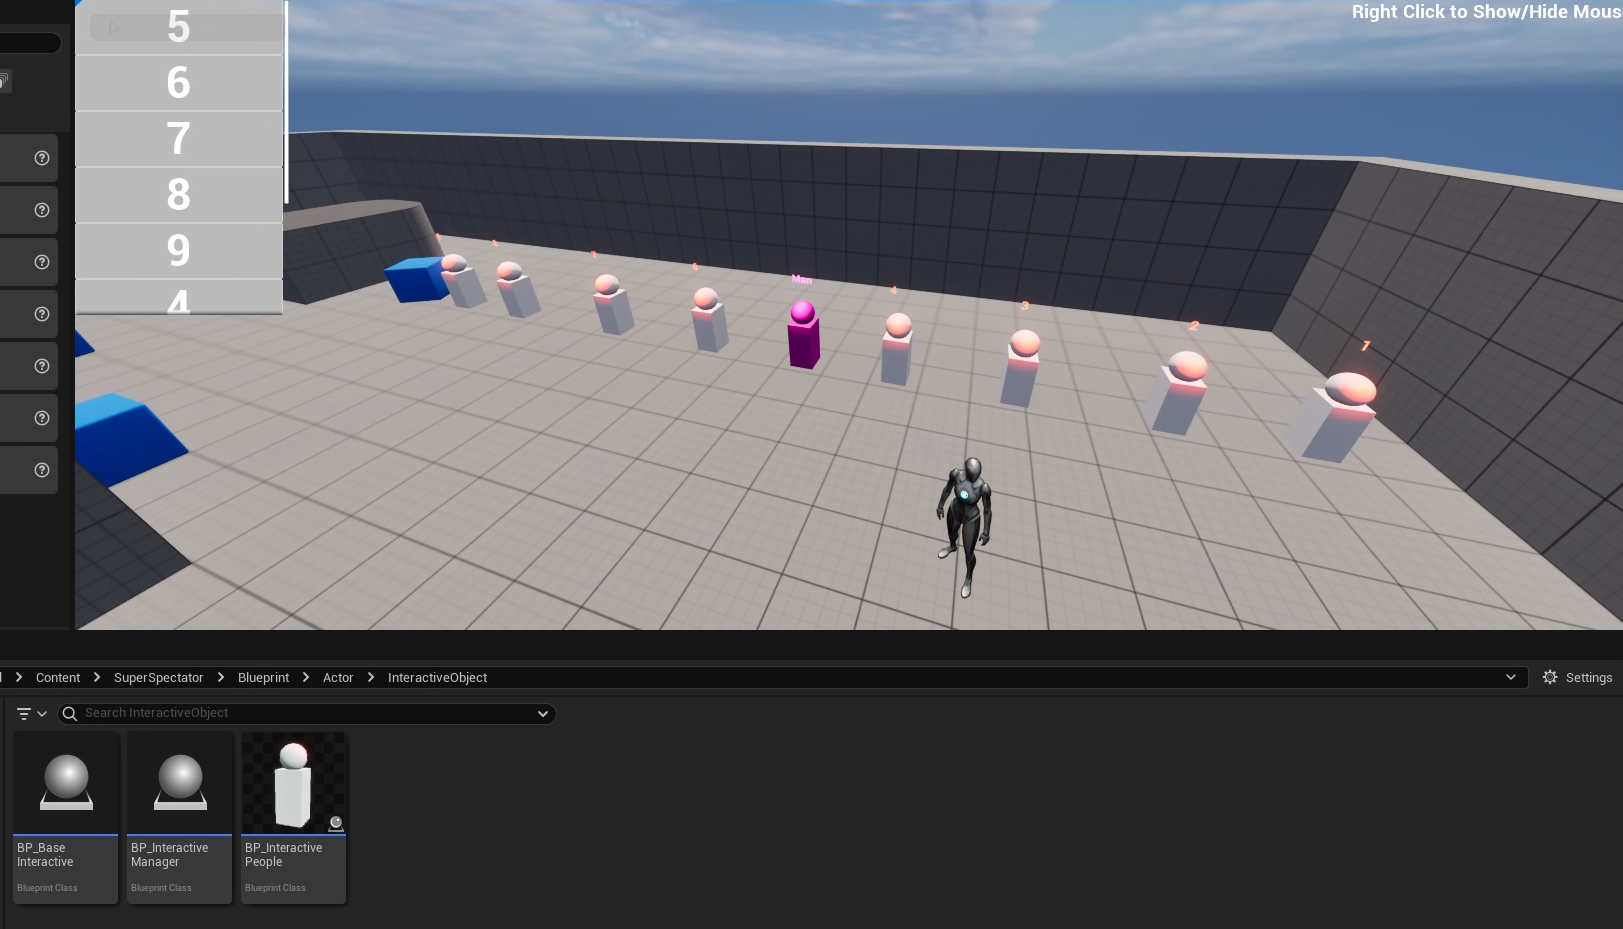 5
Right Click to Show/Hide Mous
6
7
8
9
4
Man
4
3
2
1
Content
SuperSpectator
Blueprint
Actor
InteractiveObject
Settings
Search InteractiveObject
BP_Base
Interactive
Blueprint Class
BP_Interactive
Manager
Blueprint Class
BP_Interactive
People
Blueprint Class